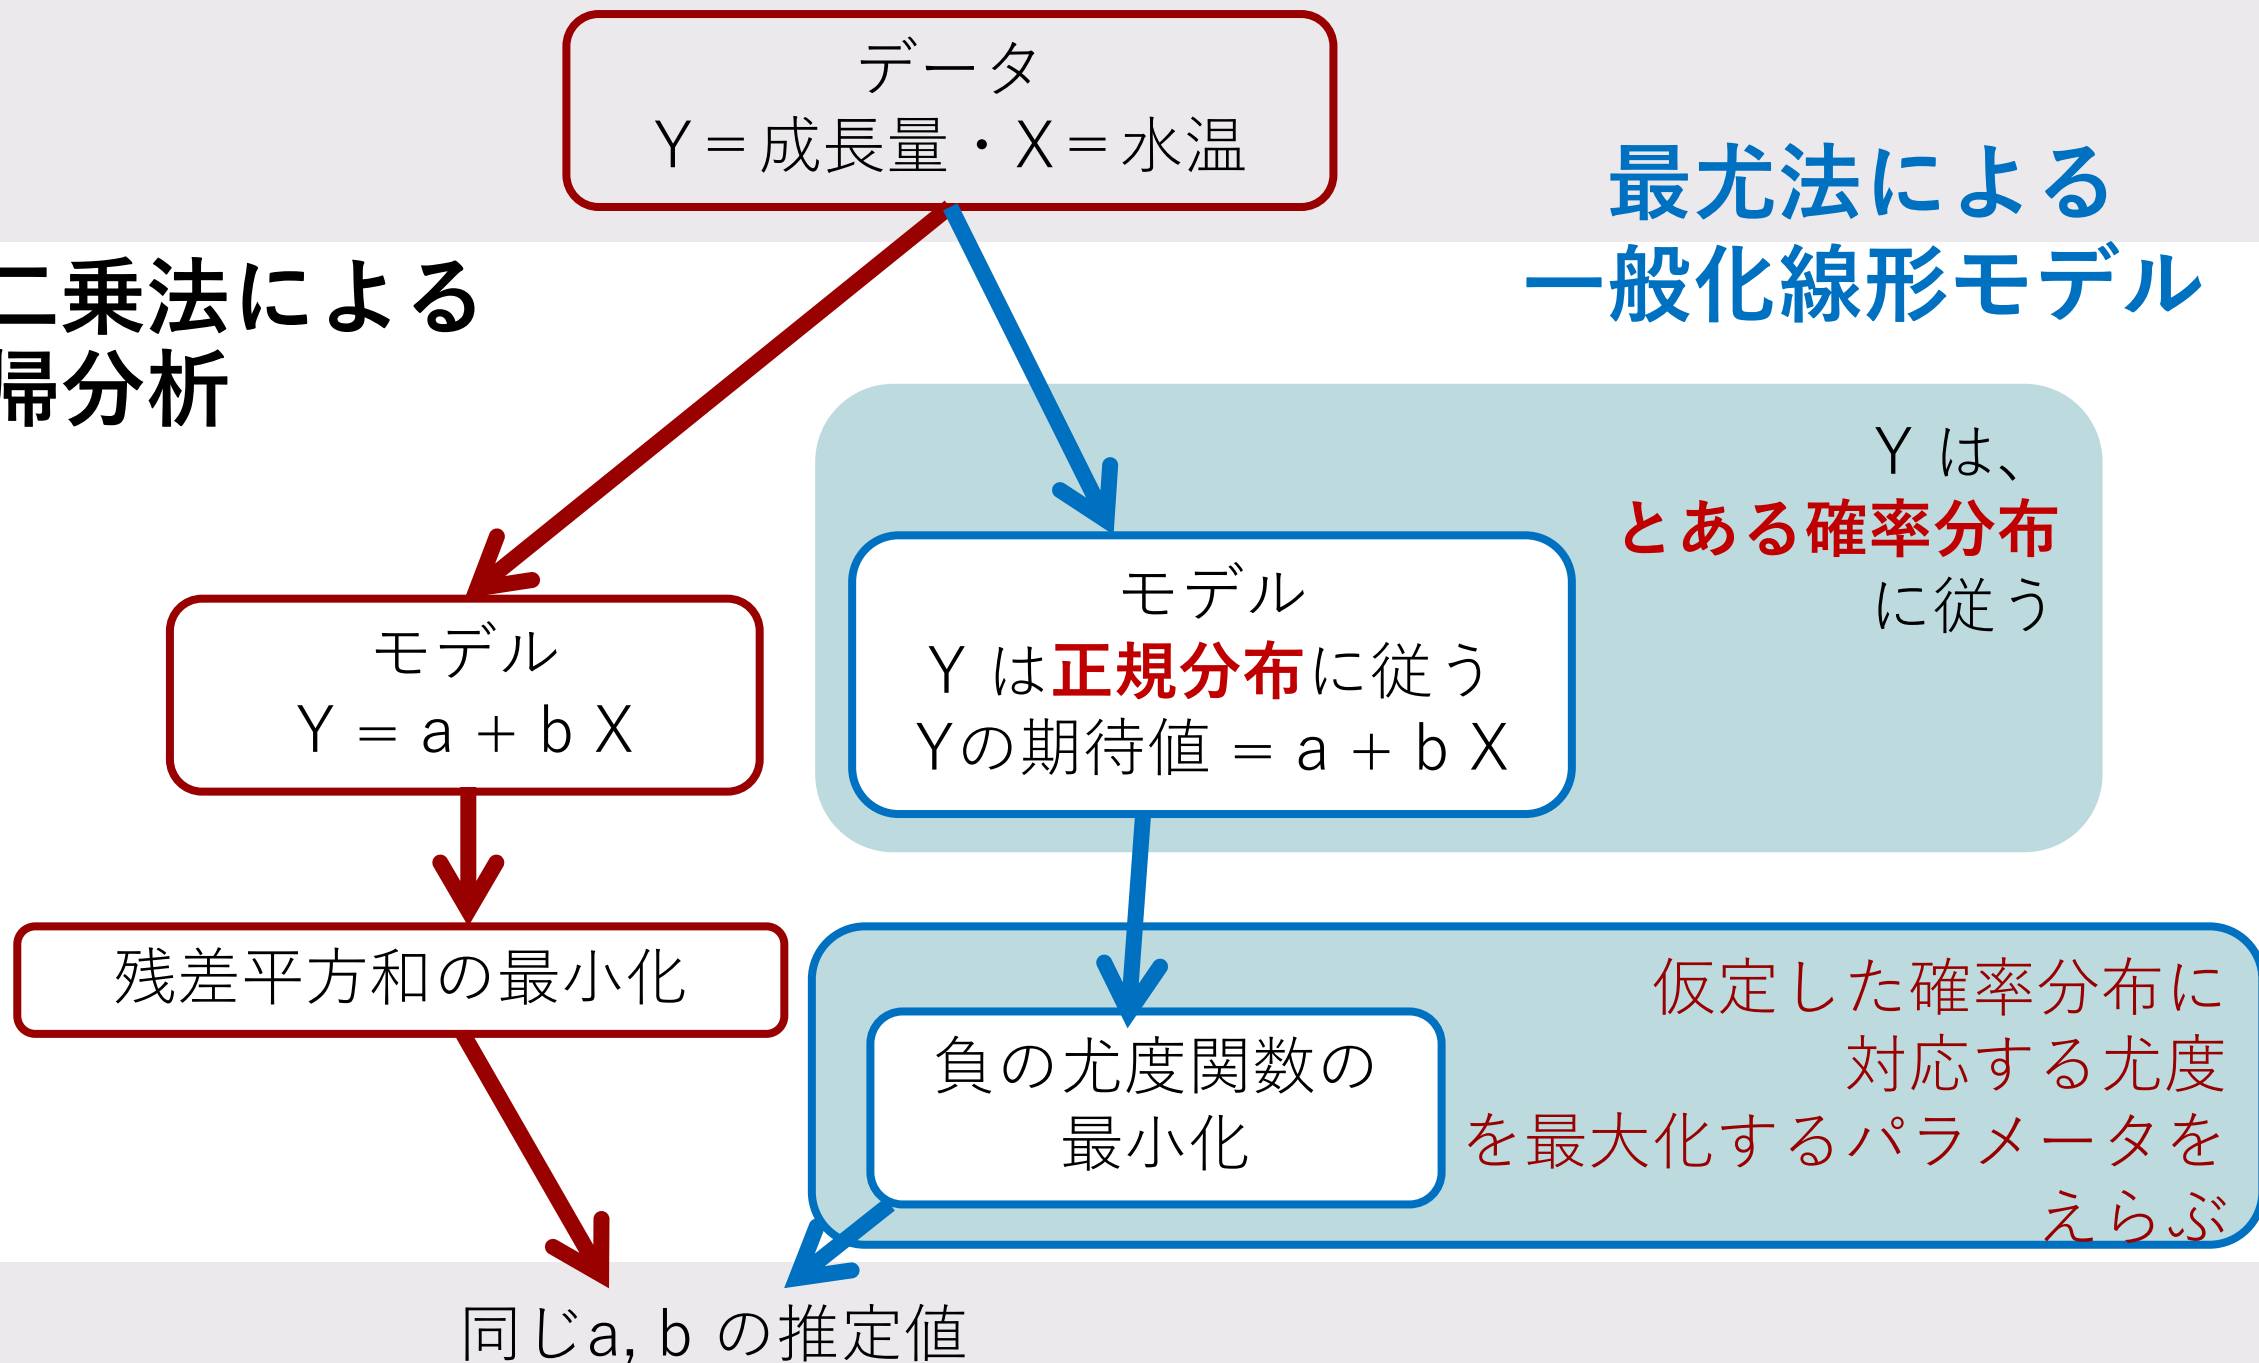 データ
Y＝成長量・X＝水温
最尤法による
一般化線形モデル
二乗法による
帰分析
Y は、
とある確率分布
に従う
モデル
Y は正規分布に従う
Yの期待値 = a + b X
モデル
Y = a + b X
残差平方和の最小化
負の尤度関数の
最小化
仮定した確率分布に
対応する尤度
を最大化するパラメータを
えらぶ
同じa, b の推定値